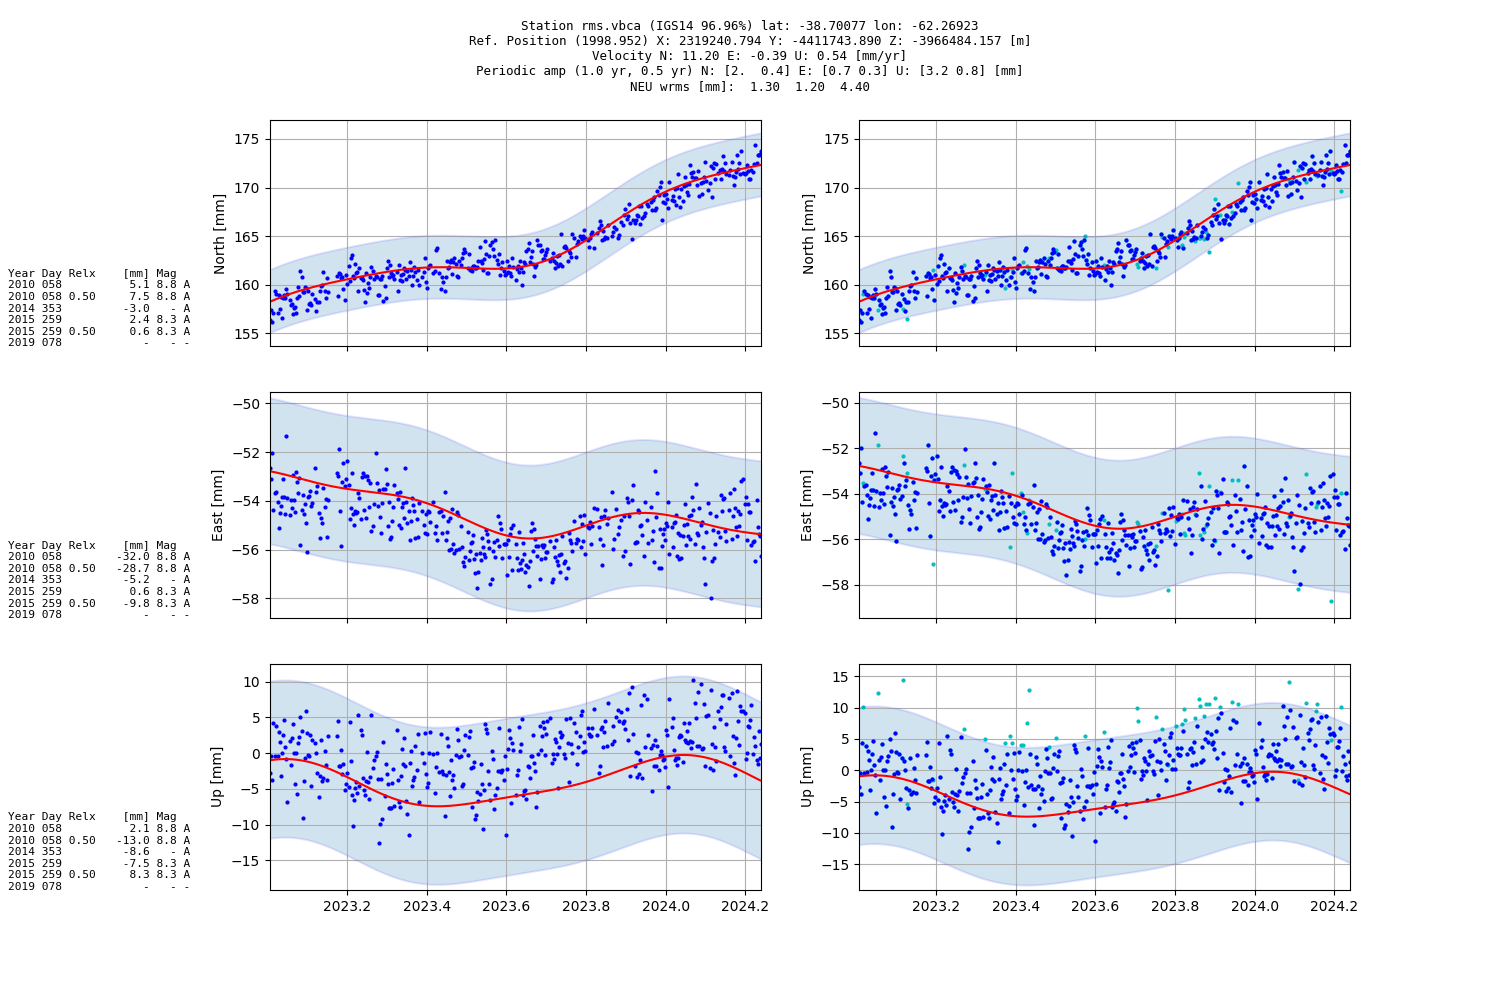 Station rms.vbca (IGS14 96.96%) lat: -38.70077 lon: -62.26923
Ref. Position (1998.952) X: 2319240.794 Y: -4411743.890 Z: -3966484.157 [m]
Velocity N: 11.20 E: -0.39 U: 0.54 [mm/yr]
Periodic amp (1.0 yr, 0.5 yr) N: [2.  0.4] E: [0.7 0.3] U: [3.2 0.8] [mm]
NEU wrms [mm]:  1.30  1.20  4.40
Year Day Relx    [mm] Mag
2010 058          5.1 8.8 A
2010 058 0.50     7.5 8.8 A
2014 353         -3.0   - A
2015 259          2.4 8.3 A
2015 259 0.50     0.6 8.3 A
2019 078            -   - -
North [mm]
175
170
165
160
155
North [mm]
175
170
165
160
155
Year Day Relx    [mm] Mag
2010 058        -32.0 8.8 A
2010 058 0.50   -28.7 8.8 A
2014 353         -5.2   - A
2015 259          0.6 8.3 A
2015 259 0.50    -9.8 8.3 A
2019 078            -   - -
East [mm]
−50
−52
−54
−56
−58
East [mm]
−50
−52
−54
−56
−58
Year Day Relx    [mm] Mag
2010 058          2.1 8.8 A
2010 058 0.50   -13.0 8.8 A
2014 353         -8.6   - A
2015 259         -7.5 8.3 A
2015 259 0.50     8.3 8.3 A
2019 078            -   - -
Up [mm]
10
5
0
−5
−10
−15
2023.2 2023.4 2023.6 2023.8 2024.0 2024.2
Up [mm]
15
10
5
0
−5
−10
−15
2023.2 2023.4 2023.6 2023.8 2024.0 2024.2